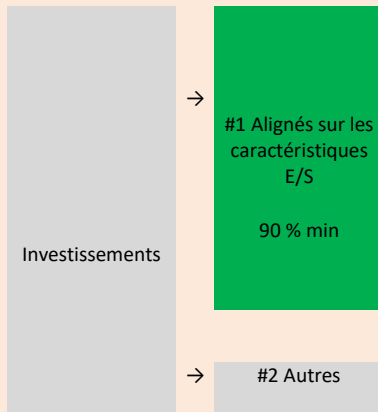 Investissements
→
#1 Alignés sur les
caractéristiques
E/S
90 % min
→
#2 Autres